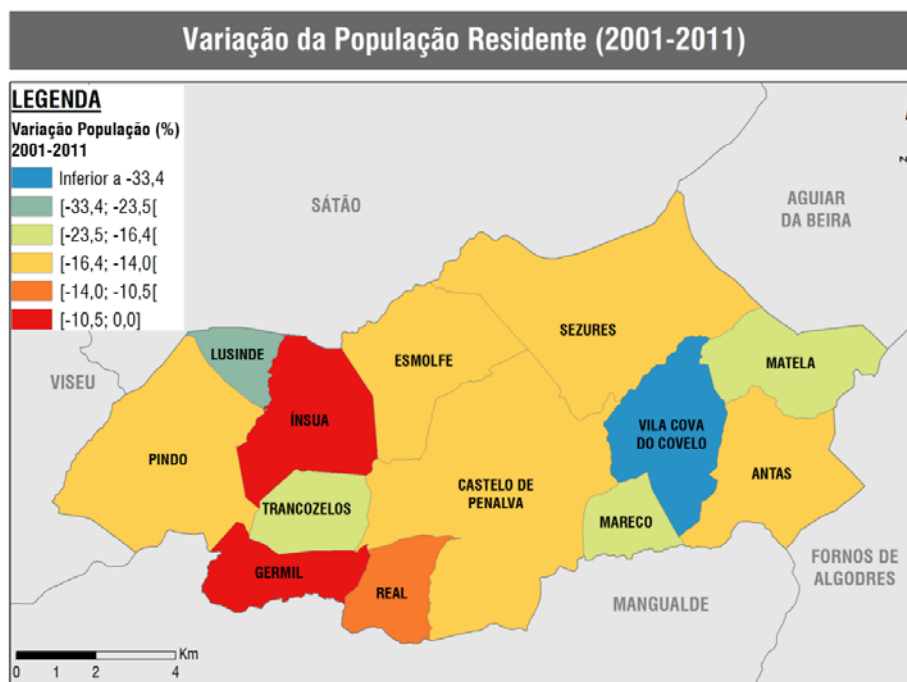 Variação da População Residente (2001-2011)
LEGENDA
Variação População (%)
2001-2011
Inferior a -33,4
[-33,4; -23,5[
[-23,5; -16,4[
[-16,4; -14,0[
[-14,0; -10,5[
[-10,5; 0,0]
SÁTÃO
AGUIAR
DA BEIRA
VISEU
LUSINDE
ESMOLFE
SEZURES
MATELA
ÍNSUA
VILA COVA
DO COVELO
PINDO
CASTELO DE
PENALVA
ANTAS
TRANCOZELOS
MARECO
GERMIL
REAL
FORNOS DE
ALGODRES
MANGUALDE
Km
0 1 2 4